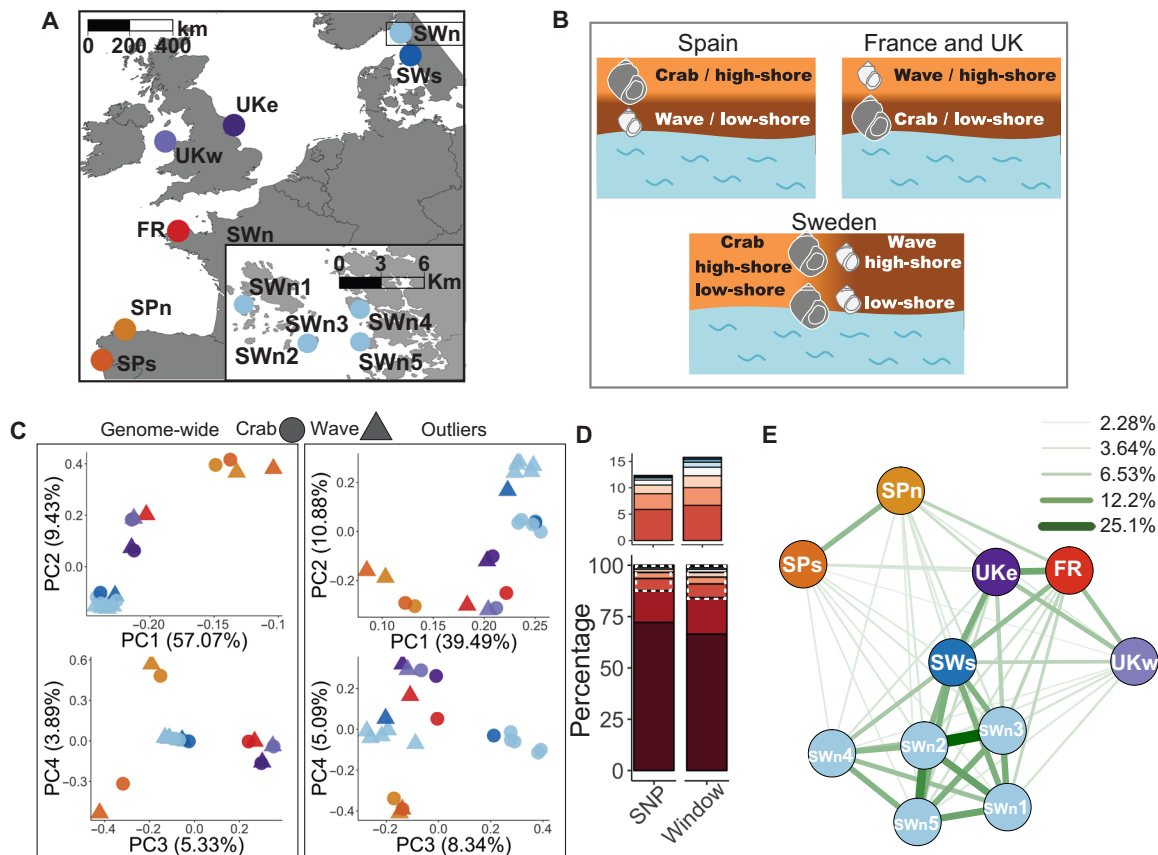 A
km
0 200 400
SWn
SWs
UKe
UKw
FR
SWn
SPn
SPs
0 3 6
Km
SWn1
SWn3
SWn4
SWn2
SWn5
B
Spain
Crab / high-shore
Wave / low-shore
France and UK
Wave / high-shore
Crab / low-shore
Sweden
Crab
high-shore
low-shore
Wave
high-shore
low-shore
C
Genome-wide Crab Wave Outliers
PC2 (9.43%)
0.4
0.2
0.0
−0.20 −0.15 −0.1
PC1 (57.07%)
PC2 (10.88%)
0.2
0.0
−0.2
0.10 0.15 0.20 0.25
PC1 (39.49%)
PC4 (3.89%)
0.6
0.3
0.0
−0.3
−0.2 0.0 0.2
PC3 (5.33%)
PC4 (5.09%)
0.2
0.0
−0.2
−0.4
−0.2 0.0 0.2 0.4
PC3 (8.34%)
D
15
10
5
0
100
75
50
25
0
Percentage
SNP
Window
E
2.28%
3.64%
6.53%
12.2%
25.1%
SPn
SPs
UKe
FR
SWs
UKw
SWn4
SWn2
SWn3
SWn5
SWn1